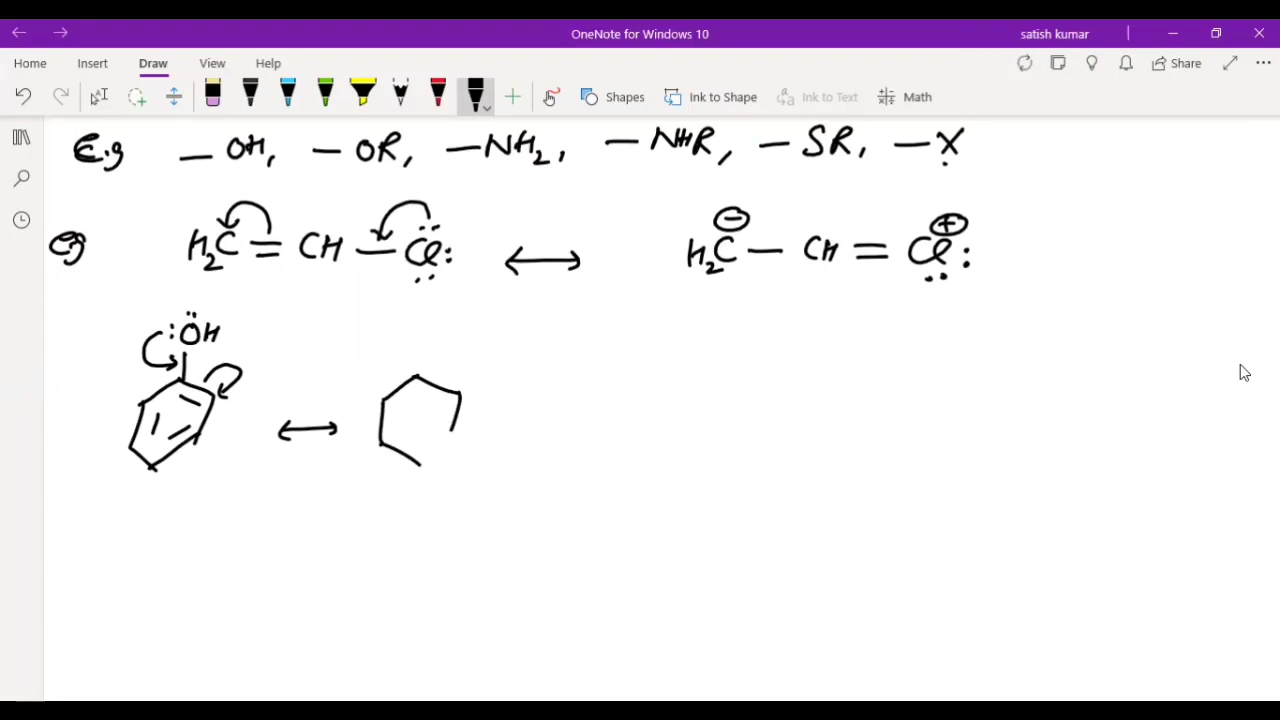 OneNote for Windows 10 satish kumar
Home Insert Draw View Help Share
Shapes Ink to Shape Ink to Text Math
E.g — OH, — OR, — NH₂, — NHR, — SR, — X
Eg H₂C = CH — Cl: ⟷ H₂C⊖ — CH = Cl⊕:
:ÖH
⟷